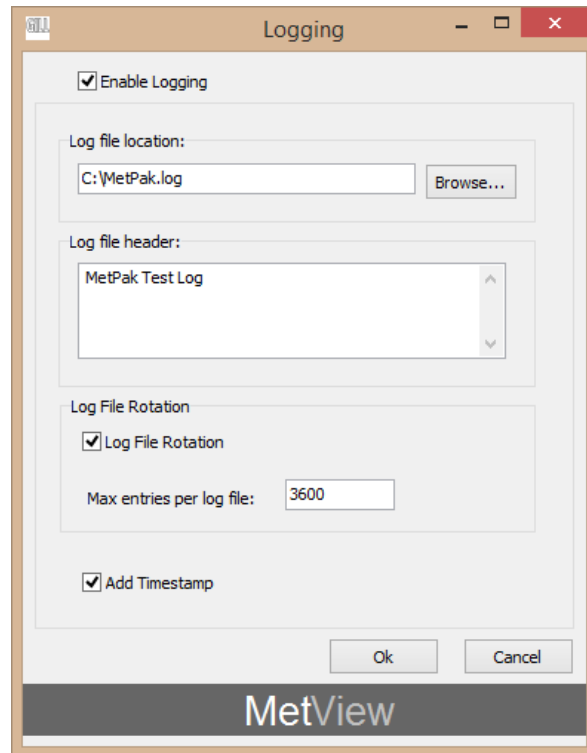 GILL
Logging
Enable Logging
Log file location:
C:\MetPak.log
Browse...
Log file header:
MetPak Test Log
Log File Rotation
Log File Rotation
Max entries per log file:
3600
Add Timestamp
Ok
Cancel
MetView